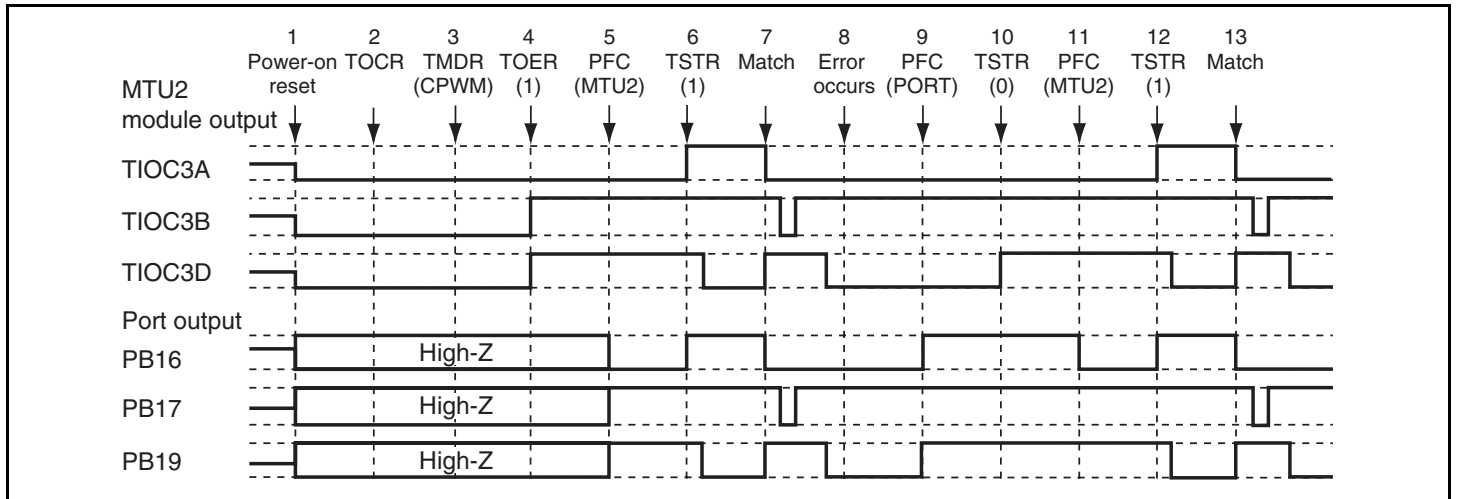 1 2 3 4 5 6 7 8 9 10 11 12 13
Power-on TOCR TMDR TOER PFC TSTR Match Error PFC TSTR PFC TSTR Match
reset (CPWM) (1) (MTU2) (1) occurs (PORT) (0) (MTU2) (1)
MTU2
module output
TIOC3A
TIOC3B
TIOC3D
Port output
PB16 High-Z
PB17 High-Z
PB19 High-Z